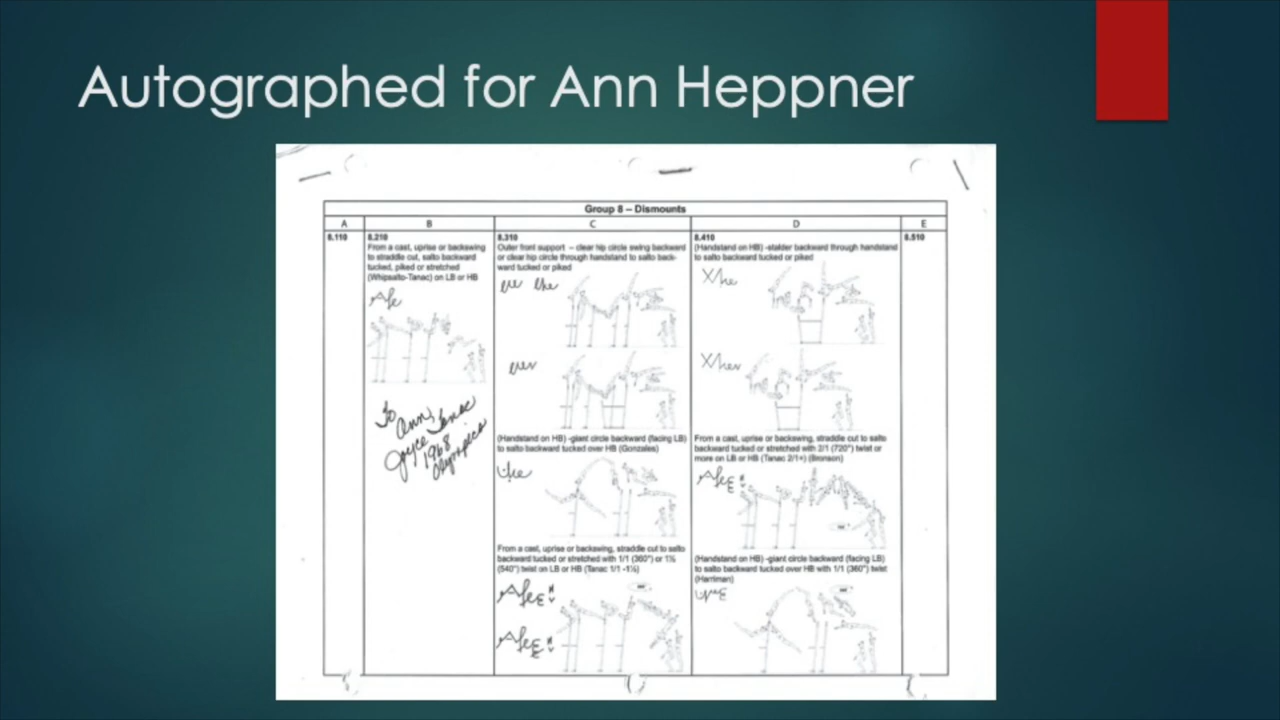 Autographed for Ann Heppner
Group 8 – Dismounts
A B C D E
8.110
8.210
From a cast, uprise or backswing
to straddle cut, salto backward
tucked, piked or stretched
(Whipsalto-Tanac) on LB or HB
To
Ann,
Joyce Tanac
1968
Olympics
8.310
Outer front support – clear hip circle swing backward
or clear hip circle through handstand to salto back-
ward tucked or piked
(Handstand on HB) -giant circle backward (facing LB)
to salto backward tucked over HB (Gonzales)
From a cast, uprise or backswing, straddle cut to salto
backward tucked or stretched with 1/1 (360°) or 1½
(540°) twist on LB or HB (Tanac 1/1 -1½)
8.410
(Handstand on HB) -stalder backward through handstand
to salto backward tucked or piked
From a cast, uprise or backswing, straddle cut to salto
backward tucked or stretched with 2/1 (720°) twist or
more on LB or HB (Tanac 2/1+) (Bronson)
(Handstand on HB) -giant circle backward (facing LB)
to salto backward tucked over HB with 1/1 (360°) twist
(Harriman)
8.510